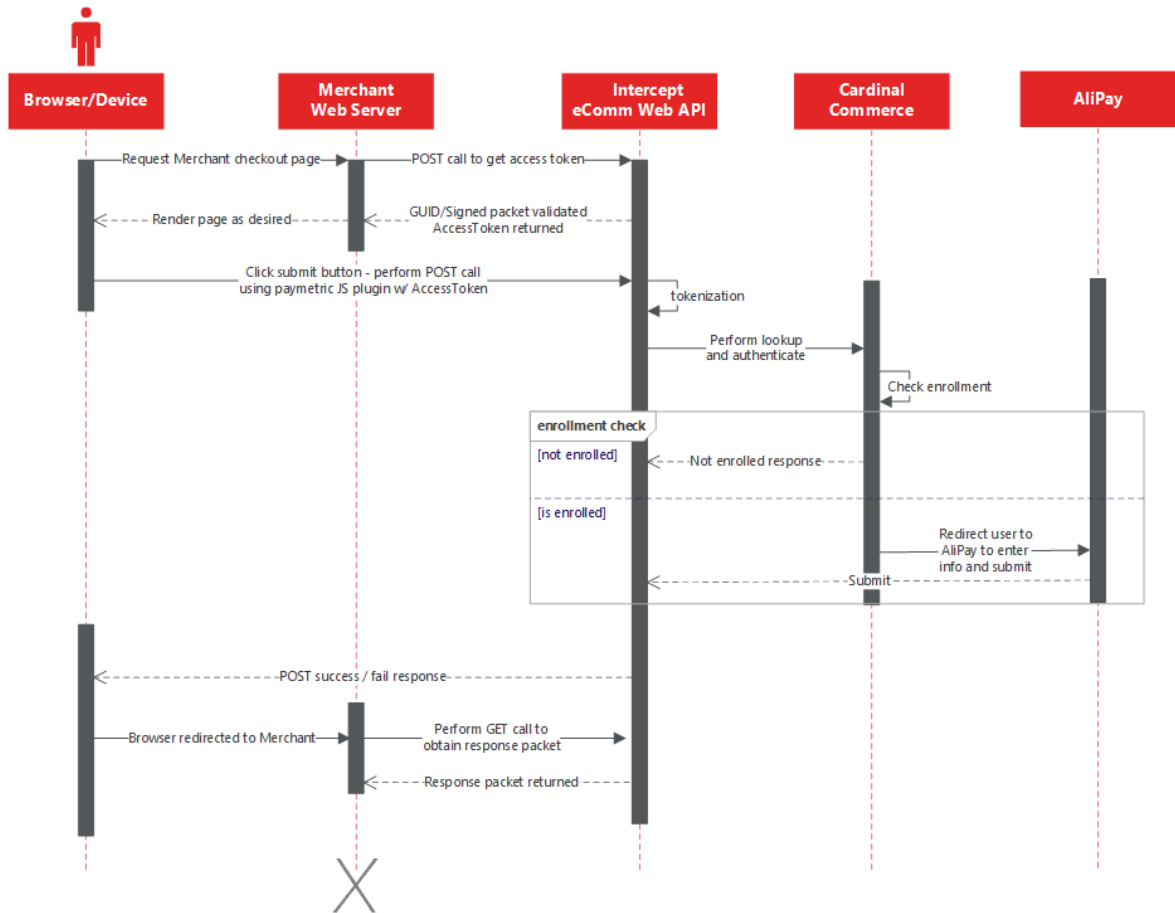 Browser/Device
Merchant
Web Server
Intercept
eComm Web API
Cardinal
Commerce
AliPay
Request Merchant checkout page
POST call to get access token
Render page as desired
GUID/Signed packet validated
AccessToken returned
Click submit button - perform POST call
using paymetric JS plugin w/ AccessToken
tokenization
Perform lookup
and authenticate
Check enrollment
enrollment check
[not enrolled]
Not enrolled response
[is enrolled]
Redirect user to
AliPay to enter
info and submit
Submit
POST success / fail response
Browser redirected to Merchant
Perform GET call to
obtain response packet
Response packet returned